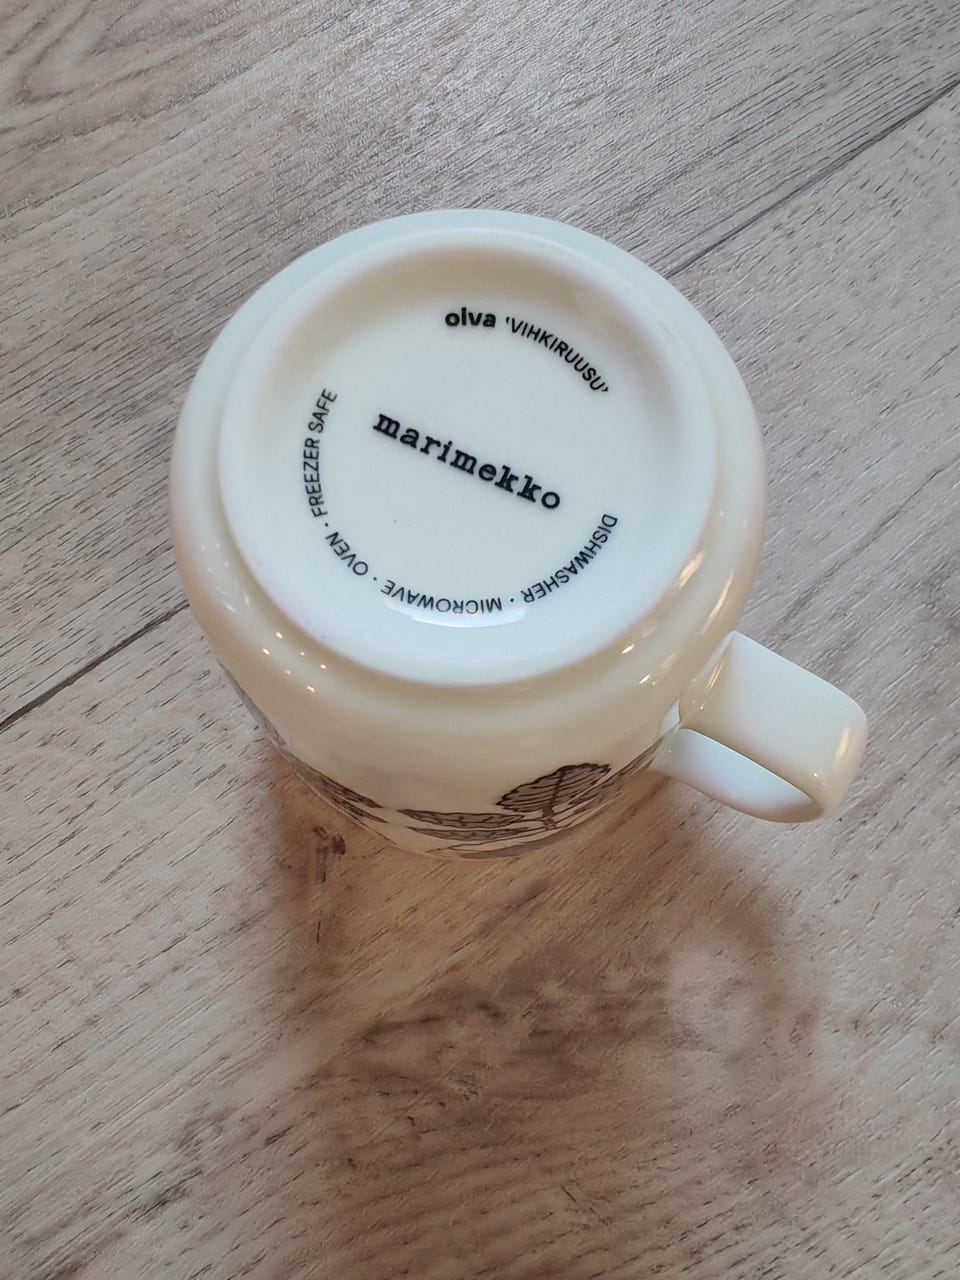 oiva 'VIHKIRUUSU'
marimekko
DISHWASHER · MICROWAVE · OVEN · FREEZER SAFE